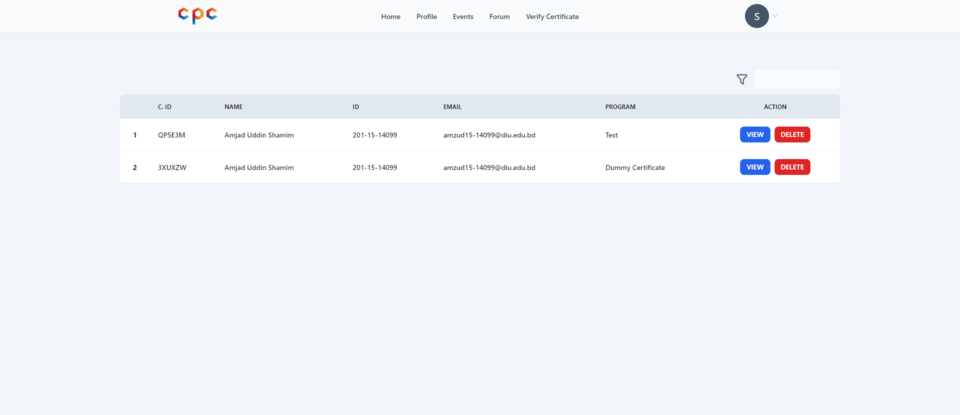 cpc Home Profile Events Forum Verify Certificate S
C. ID NAME ID EMAIL PROGRAM ACTION
1 QP5E3M Amjad Uddin Shamim 201-15-14099 amzud15-14099@diu.edu.bd Test VIEW DELETE
2 3XUXZW Amjad Uddin Shamim 201-15-14099 amzud15-14099@diu.edu.bd Dummy Certificate VIEW DELETE